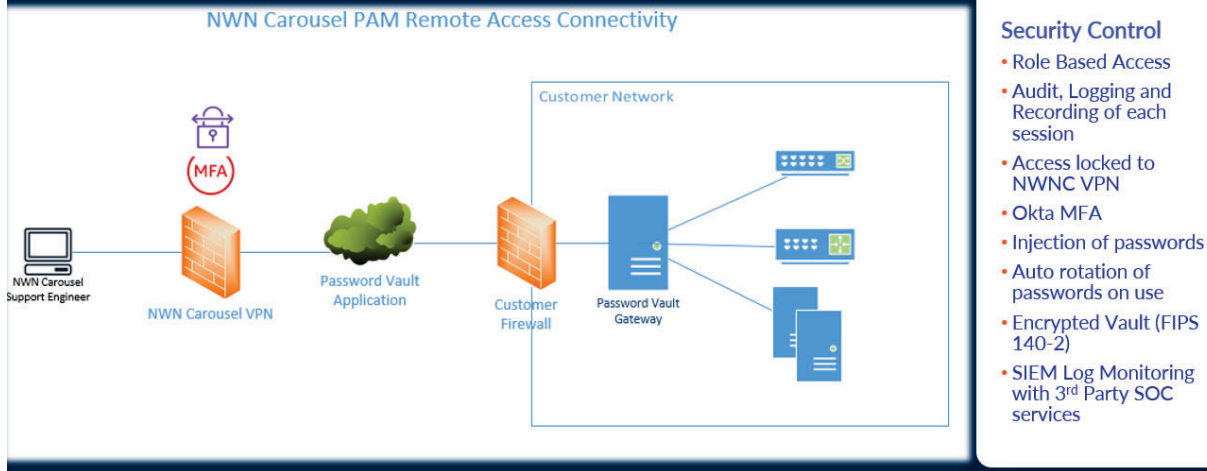 NWN Carousel PAM Remote Access Connectivity
Customer Network
MFA
NWN Carousel
Support Engineer
NWN Carousel VPN
Password Vault
Application
Customer
Firewall
Password Vault
Gateway
Security Control
• Role Based Access
• Audit, Logging and
Recording of each
session
• Access locked to
NWNC VPN
• Okta MFA
• Injection of passwords
• Auto rotation of
passwords on use
• Encrypted Vault (FIPS
140-2)
• SIEM Log Monitoring
with 3rd Party SOC
services